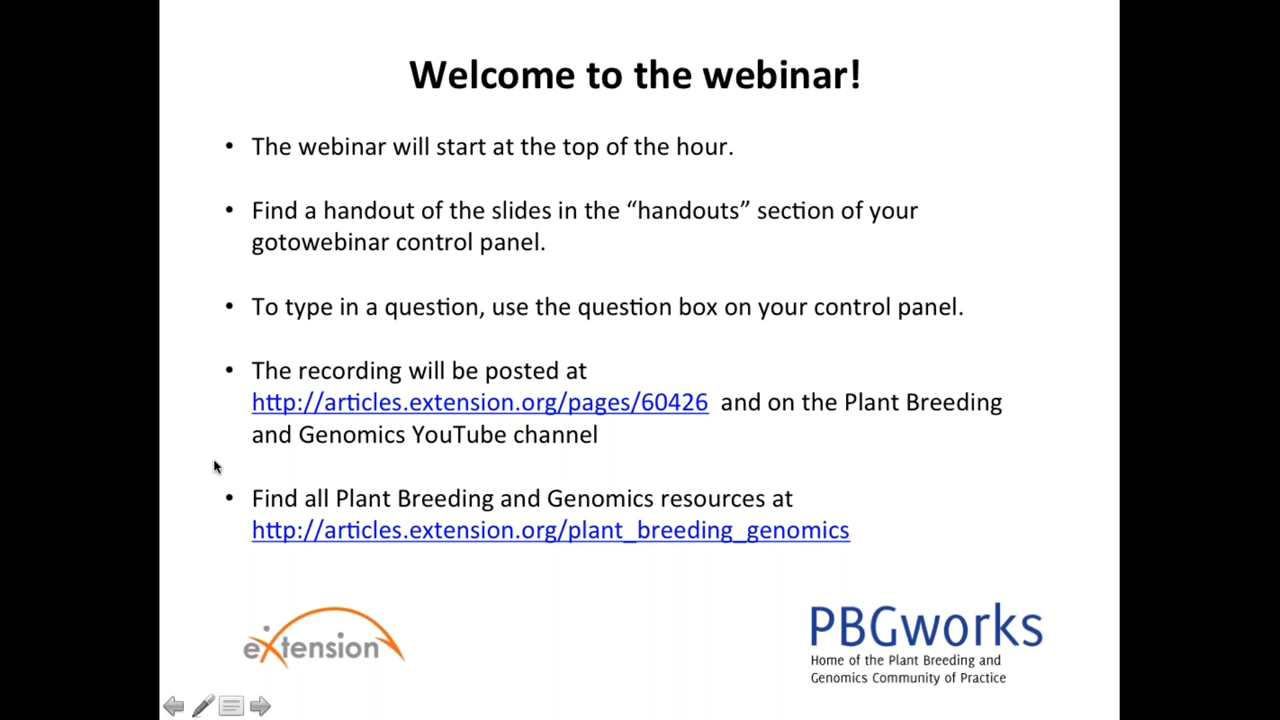 Welcome to the webinar!
• The webinar will start at the top of the hour.
• Find a handout of the slides in the “handouts” section of your
gotowebinar control panel.
• To type in a question, use the question box on your control panel.
• The recording will be posted at
http://articles.extension.org/pages/60426 and on the Plant Breeding
and Genomics YouTube channel
• Find all Plant Breeding and Genomics resources at
http://articles.extension.org/plant_breeding_genomics
eXtension
PBGworks
Home of the Plant Breeding and
Genomics Community of Practice